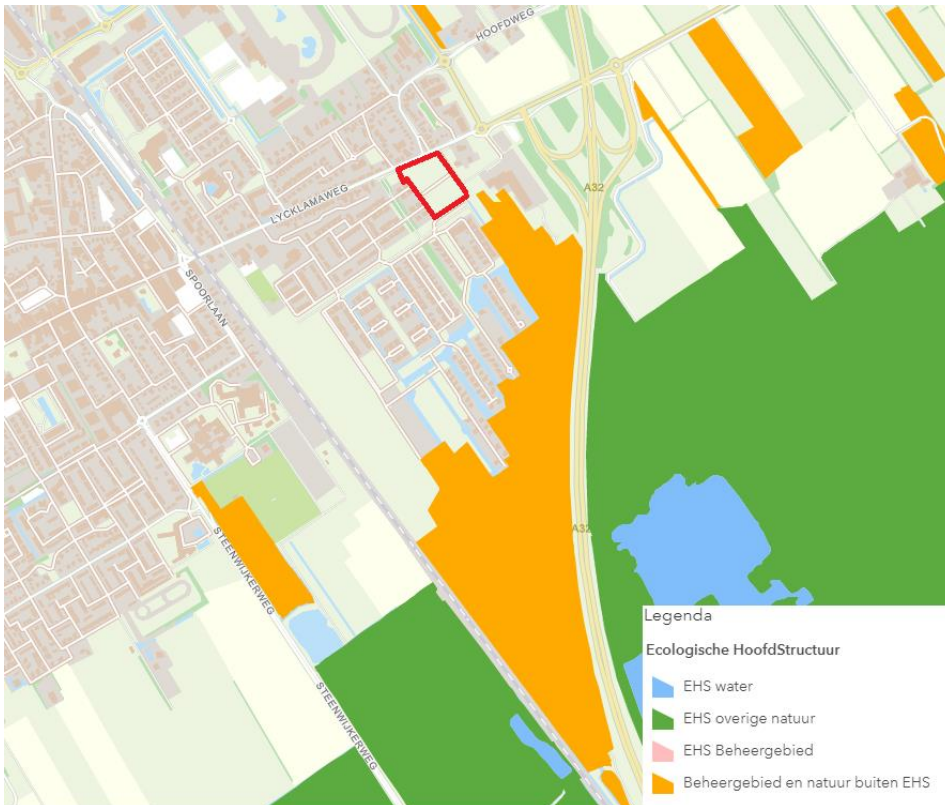 HOOFDWEG
A32
LYCKLAMAWEG
SPOORLAAN
A32
STEENWIJKERWEG
STEENWIJKERWEG
Legenda
Ecologische HoofdStructuur
EHS water
EHS overige natuur
EHS Beheergebied
Beheergebied en natuur buiten EHS